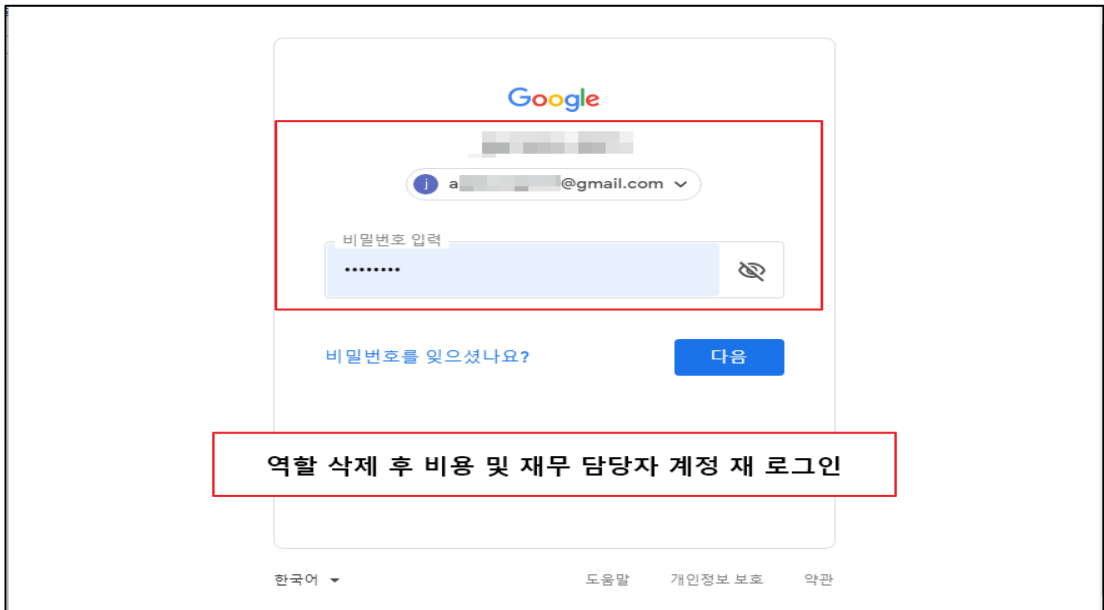 Google
j a @gmail.com
비밀번호 입력
••••••••
비밀번호를 잊으셨나요?
다음
역할 삭제 후 비용 및 재무 담당자 계정 재 로그인
한국어
도움말 개인정보 보호 약관